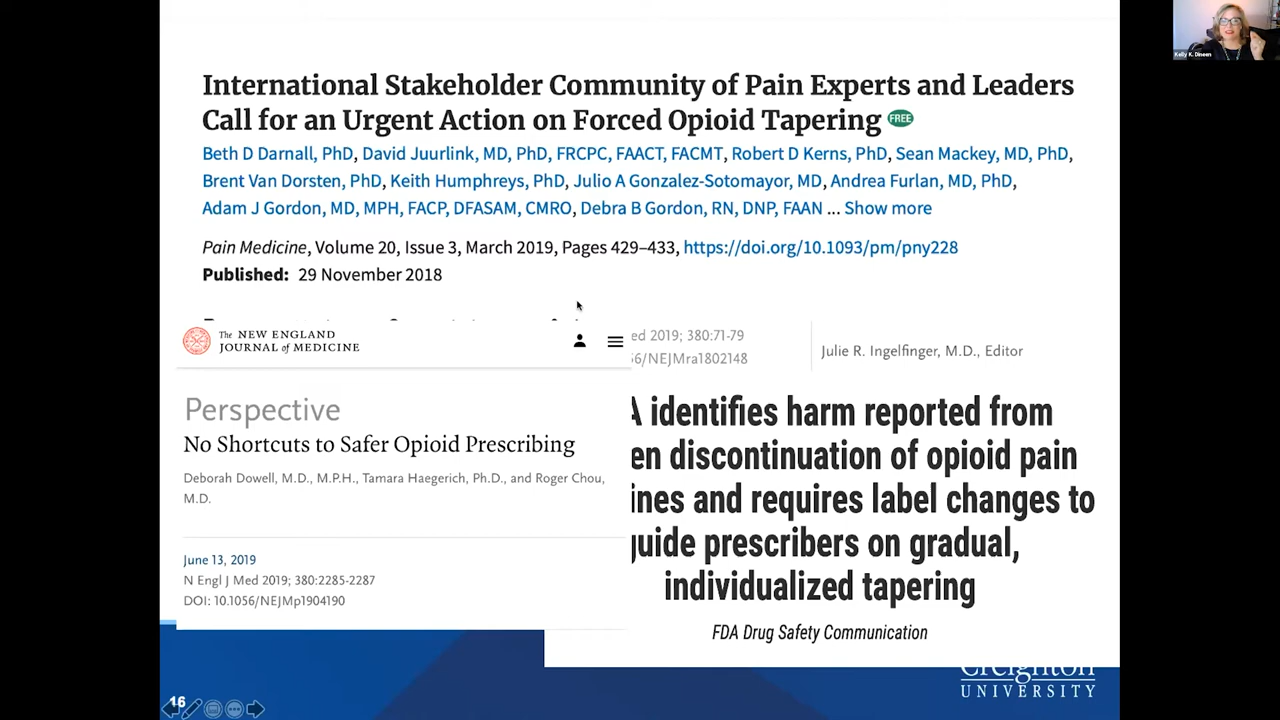 International Stakeholder Community of Pain Experts and Leaders
Call for an Urgent Action on Forced Opioid Tapering FREE
Beth D Darnall, PhD, David Juurlink, MD, PhD, FRCPC, FAACT, FACMT, Robert D Kerns, PhD, Sean Mackey, MD, PhD,
Brent Van Dorsten, PhD, Keith Humphreys, PhD, Julio A Gonzalez-Sotomayor, MD, Andrea Furlan, MD, PhD,
Adam J Gordon, MD, MPH, FACP, DFASAM, CMRO, Debra B Gordon, RN, DNP, FAAN ... Show more
Pain Medicine, Volume 20, Issue 3, March 2019, Pages 429–433, https://doi.org/10.1093/pm/pny228
Published: 29 November 2018
The NEW ENGLAND
JOURNAL of MEDICINE
Perspective
No Shortcuts to Safer Opioid Prescribing
Deborah Dowell, M.D., M.P.H., Tamara Haegerich, Ph.D., and Roger Chou,
M.D.
June 13, 2019
N Engl J Med 2019; 380:2285-2287
DOI: 10.1056/NEJMp1904190
ed 2019; 380:71-79
6/NEJMra1802148
Julie R. Ingelfinger, M.D., Editor
A identifies harm reported from
en discontinuation of opioid pain
ines and requires label changes to
guide prescribers on gradual,
individualized tapering
FDA Drug Safety Communication
Creighton
UNIVERSITY
16
Kelly K. Dineen